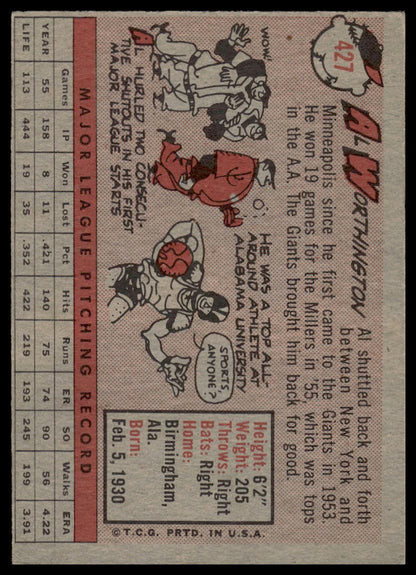 427
AL WORTHINGTON
Al shuttled back and forth
between New York and
Minneapolis since he first came to the Giants in 1953
He won 19 games for the Millers in '55, which was tops
in the A.A. The Giants brought him back for good.
WOW!
AL HURLED TWO CONSECU-
TIVE SHUTOUTS IN HIS FIRST
MAJOR LEAGUE STARTS
HE WAS A TOP ALL-
AROUND ATHLETE AT
ALABAMA UNIVERSITY
SPORTS,
ANYONE?
Height: 6'2"
Weight: 205
Throws: Right
Bats: Right
Home:
Birmingham,
Ala.
Born:
Feb. 5, 1930
© T.C.G. PRTD. IN U.S.A.
MAJOR LEAGUE PITCHING RECORD
Games IP Won Lost Pct Hits Runs ER SO Walks ERA
YEAR 55 158 8 11 .421 140 75 74 90 56 4.22
LIFE 113 444 19 35 .352 422 219 193 245 199 3.91